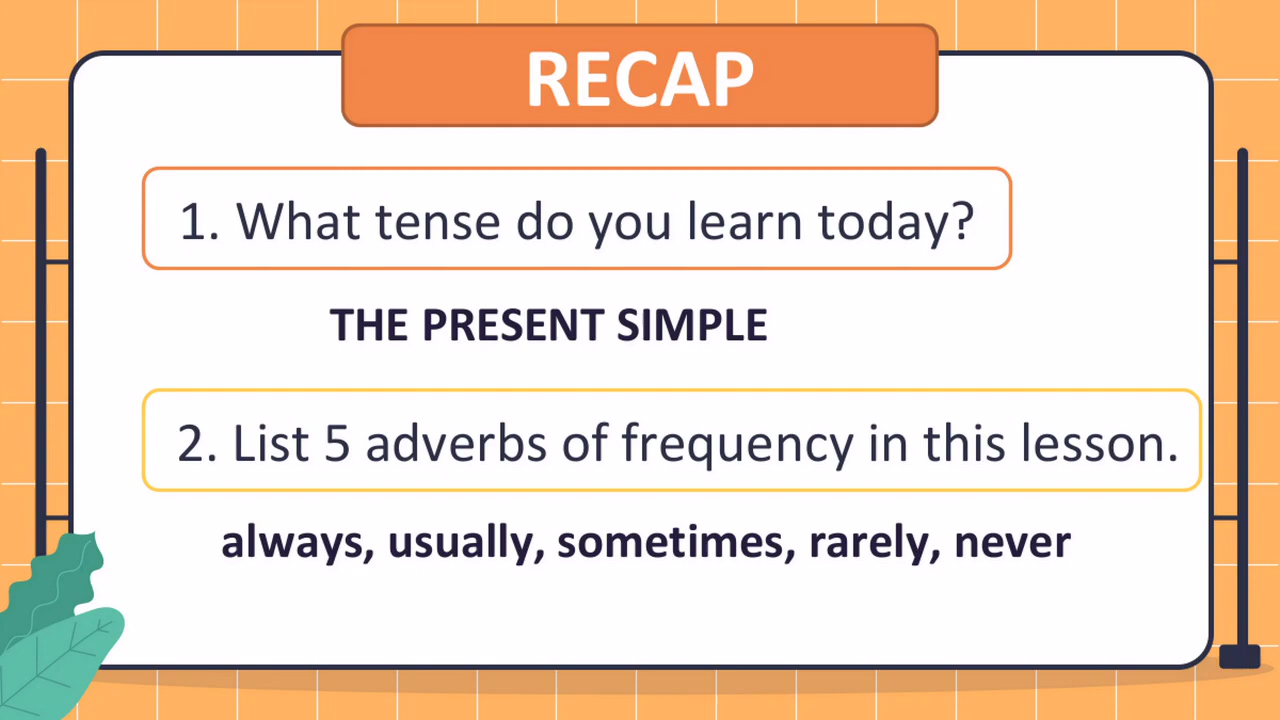 RECAP
1. What tense do you learn today?
THE PRESENT SIMPLE
2. List 5 adverbs of frequency in this lesson.
always, usually, sometimes, rarely, never